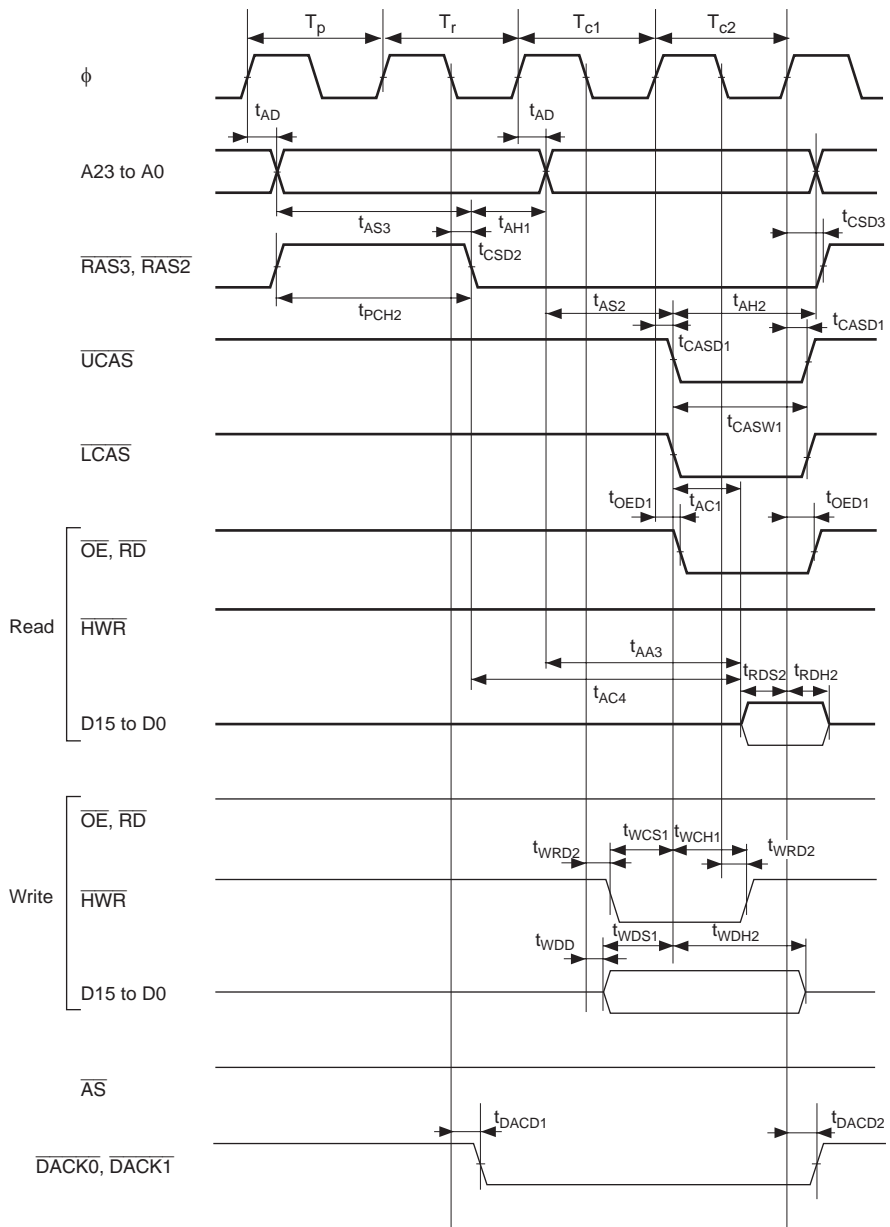 Tp Tr Tc1 Tc2
ϕ
tAD tAD
A23 to A0
tAS3 tAH1 tCSD3
tCSD2
RAS3, RAS2
tPCH2 tAS2 tAH2
tCASD1 tCASD1
UCAS
tCASW1
LCAS
tOED1 tAC1 tOED1
OE, RD
Read
HWR
tAA3
tRDS2 tRDH2
tAC4
D15 to D0
OE, RD
tWCS1 tWCH1
tWRD2 tWRD2
Write
HWR
tWDS1 tWDH2
tWDD
D15 to D0
AS
tDACD1 tDACD2
DACK0, DACK1